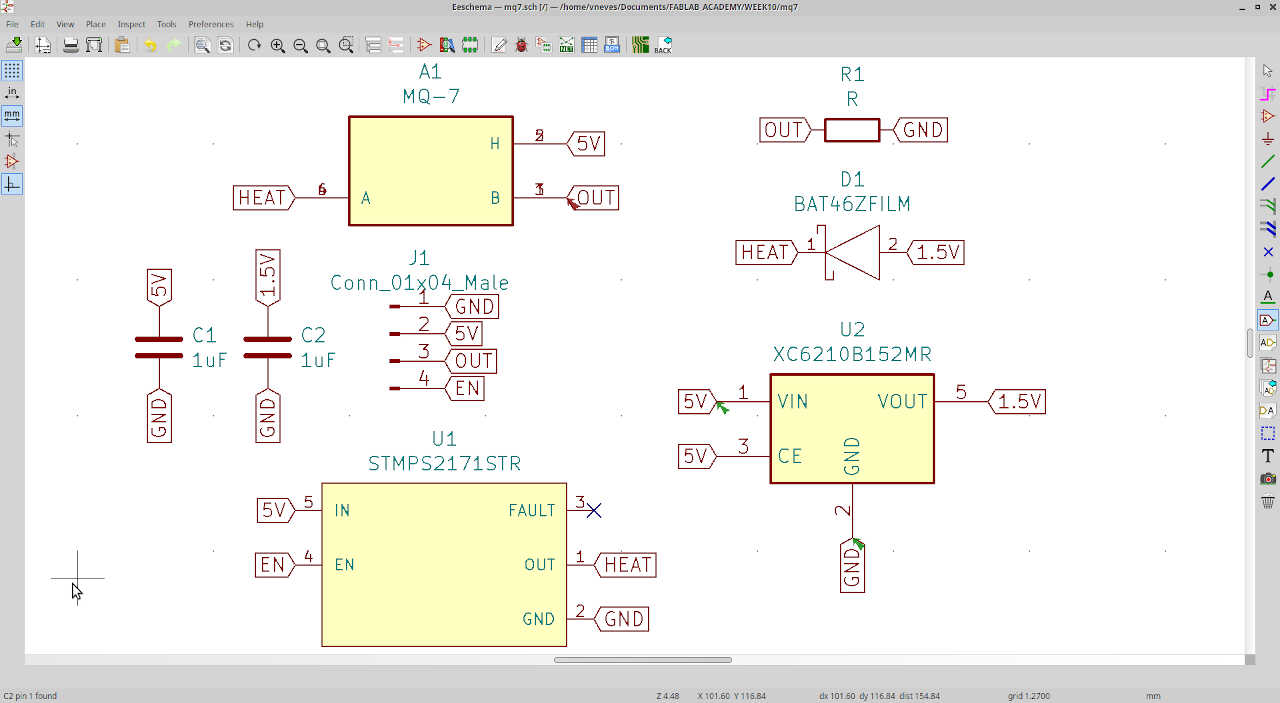 Eeschema — mq7.sch [/] — /home/vneves/Documents/FABLAB ACADEMY/WEEK10/mq7
File Edit View Place Inspect Tools Preferences Help
A1
MQ-7
H
5V
HEAT
A
B
OUT
R1
R
OUT
GND
D1
BAT46ZFILM
HEAT
1
2
1.5V
5V
C1
1uF
GND
1.5V
C2
1uF
GND
J1
Conn_01x04_Male
1
GND
2
5V
3
OUT
4
EN
U2
XC6210B152MR
5V
1
VIN
VOUT
5
1.5V
5V
3
CE
GND
2
GND
U1
STMPS2171STR
5V
5
IN
FAULT
3
EN
4
EN
OUT
1
HEAT
GND
2
GND
in
mm
BACK
C2 pin 1 found
Z 4.48
X 101.60 Y 116.84
dx 101.60 dy 116.84 dist 154.84
grid 1.2700
mm